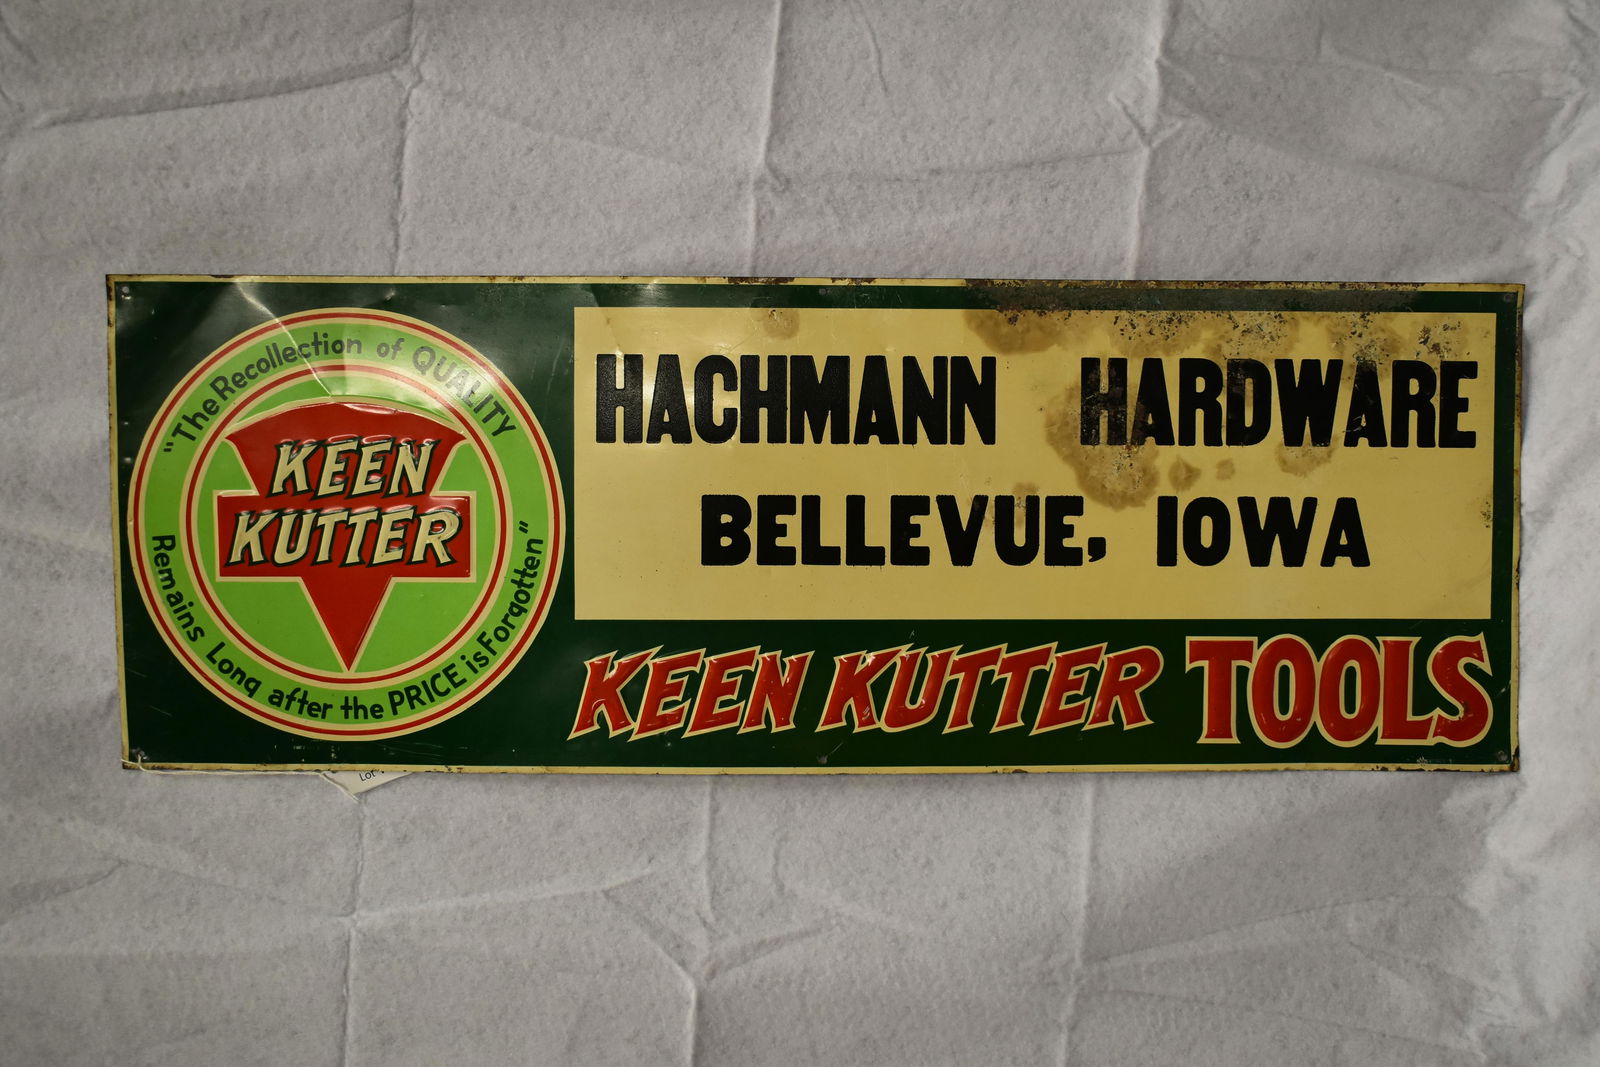 "The Recollection of QUALITY
Remains Long after the PRICE is Forgotten"
KEEN
KUTTER
HACHMANN HARDWARE
BELLEVUE, IOWA
KEEN KUTTER TOOLS
Lot